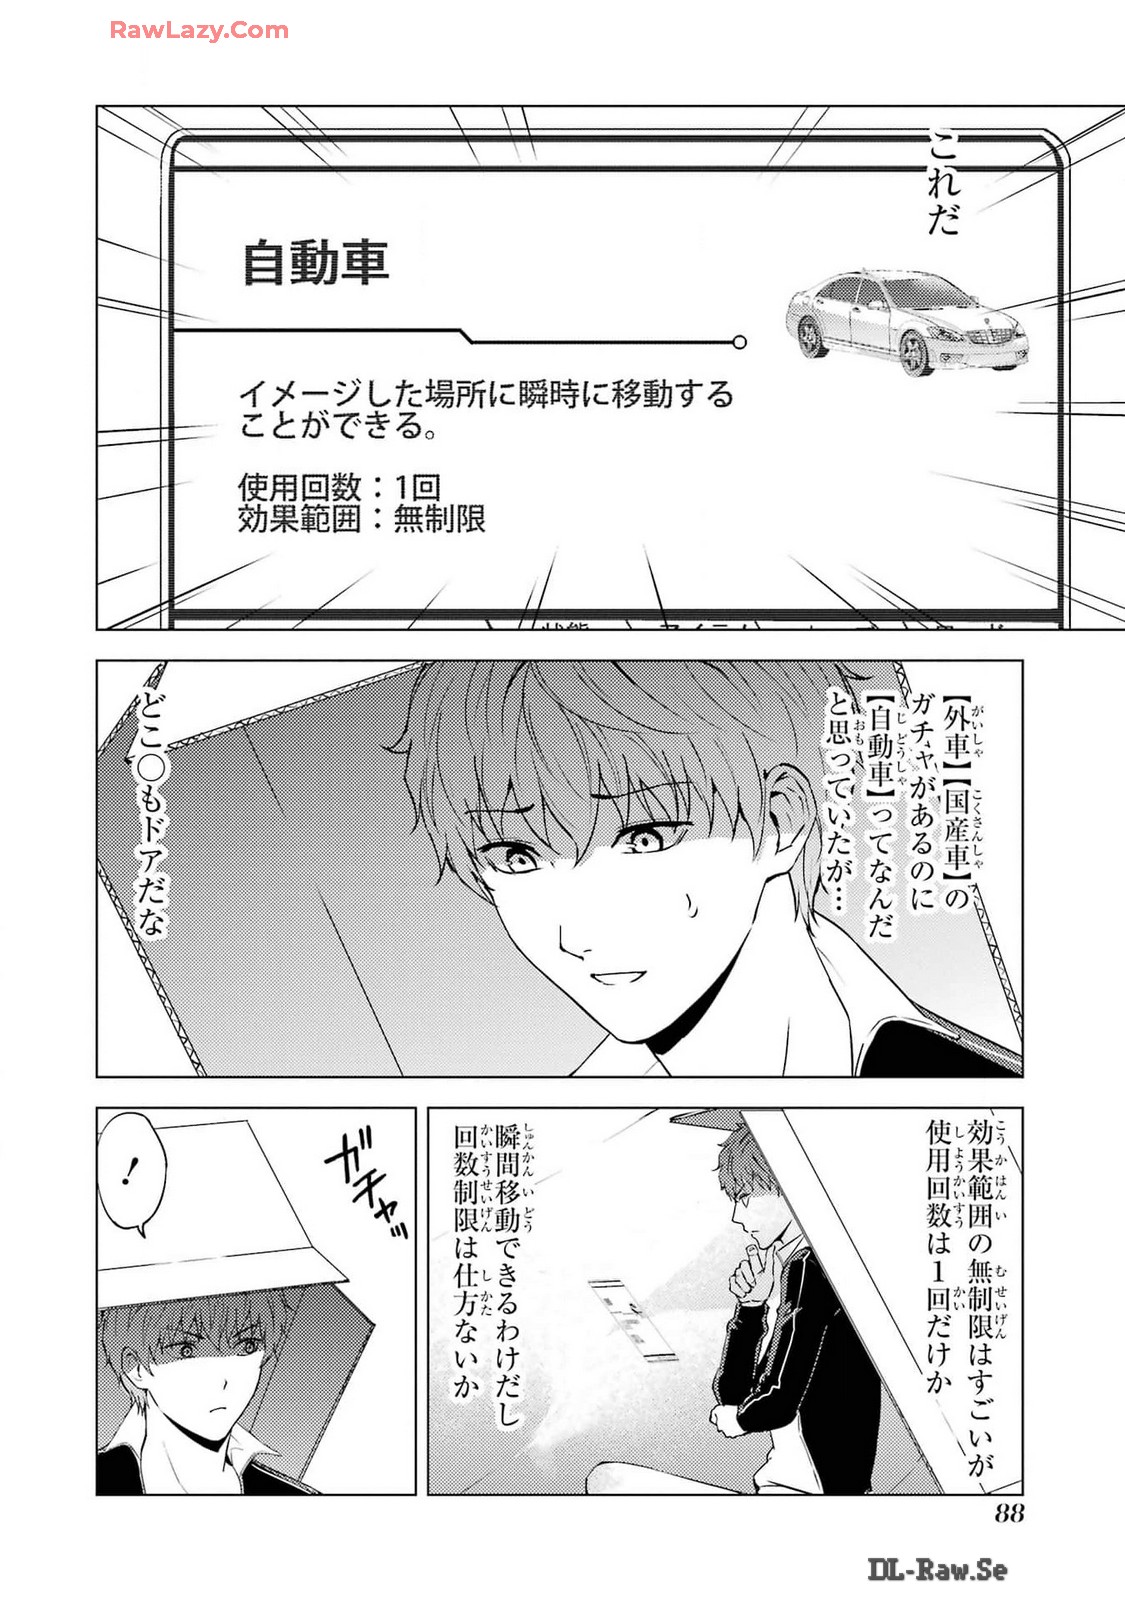 RawLazy.Com
これだ
自動車
イメージした場所に瞬時に移動する
ことができる。
使用回数：1回
効果範囲：無制限
【外車】【国産車】の
ガチャがあるのに
【自動車】ってなんだ
と思っていたが…
どこ●もドアだな
効果範囲の無制限はすごいが
使用回数は1回だけか
瞬間移動できるわけだし
回数制限は仕方ないか
ガチャッ
！
88
DL-Raw.Se